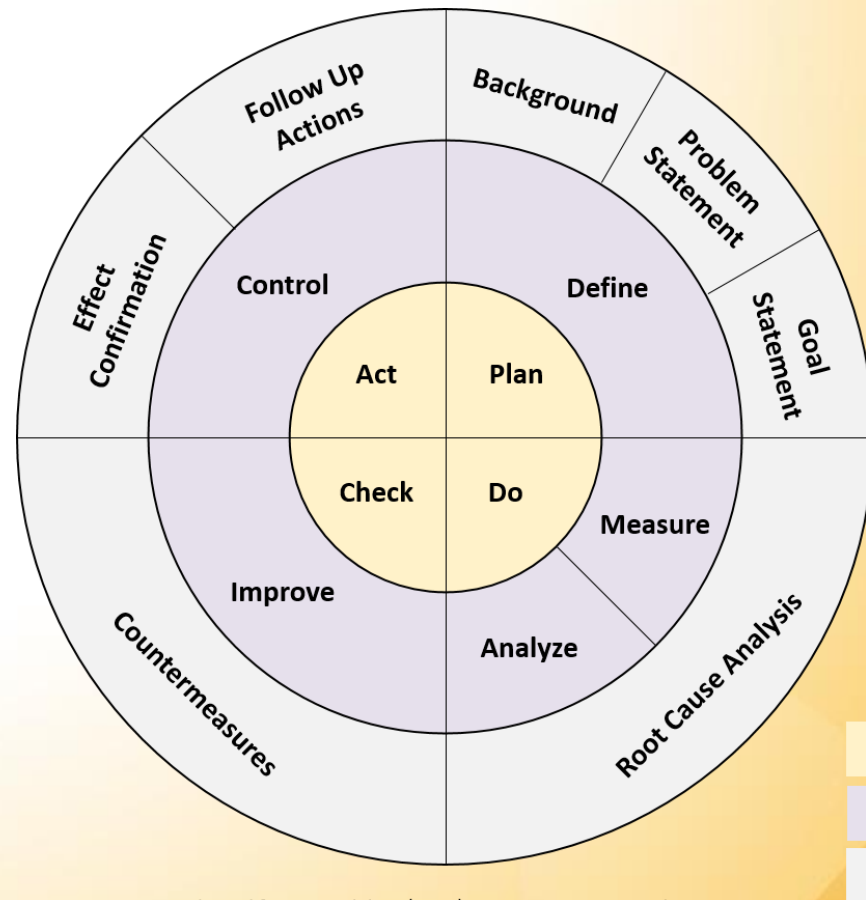 Follow Up
Actions
Background
Problem
Statement
Goal
Statement
Effect
Confirmation
Control
Define
Act
Plan
Check
Do
Measure
Improve
Analyze
Countermeasures
Root Cause Analysis